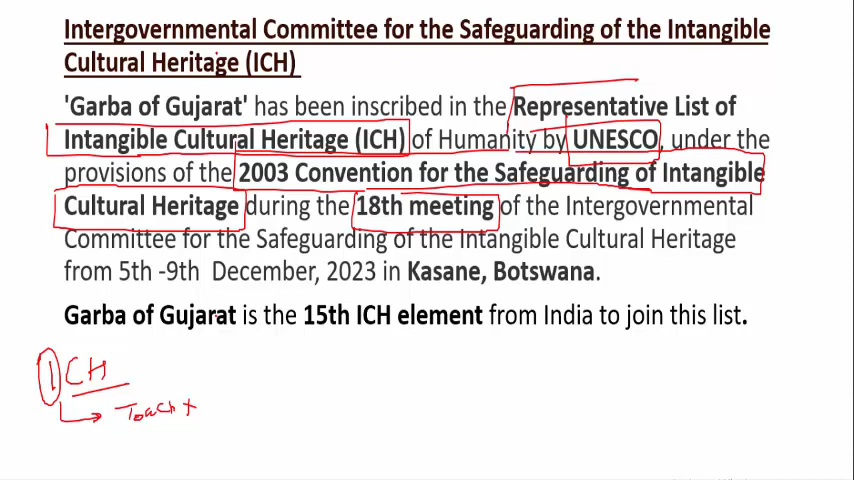 Intergovernmental Committee for the Safeguarding of the Intangible
Cultural Heritage (ICH)
'Garba of Gujarat' has been inscribed in the Representative List of
Intangible Cultural Heritage (ICH) of Humanity by UNESCO, under the
provisions of the 2003 Convention for the Safeguarding of Intangible
Cultural Heritage during the 18th meeting of the Intergovernmental
Committee for the Safeguarding of the Intangible Cultural Heritage
from 5th -9th December, 2023 in Kasane, Botswana.
Garba of Gujarat is the 15th ICH element from India to join this list.
ICH
Touch x